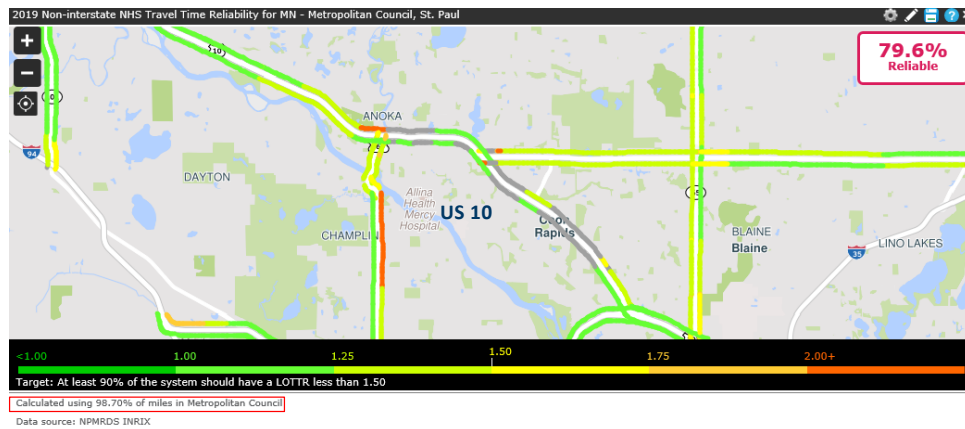 2019 Non-interstate NHS Travel Time Reliability for MN - Metropolitan Council, St. Paul
79.6%
Reliable
+
−
10
ANOKA
94
DAYTON
Allina
Health
Mercy
Hospital
US 10
Coon
Rapids
65
BLAINE
Blaine
CHAMPLIN
LINO LAKES
35
<1.00 1.00 1.25 1.50 1.75 2.00+
Target: At least 90% of the system should have a LOTTR less than 1.50
Calculated using 98.70% of miles in Metropolitan Council
Data source: NPMRDS INRIX